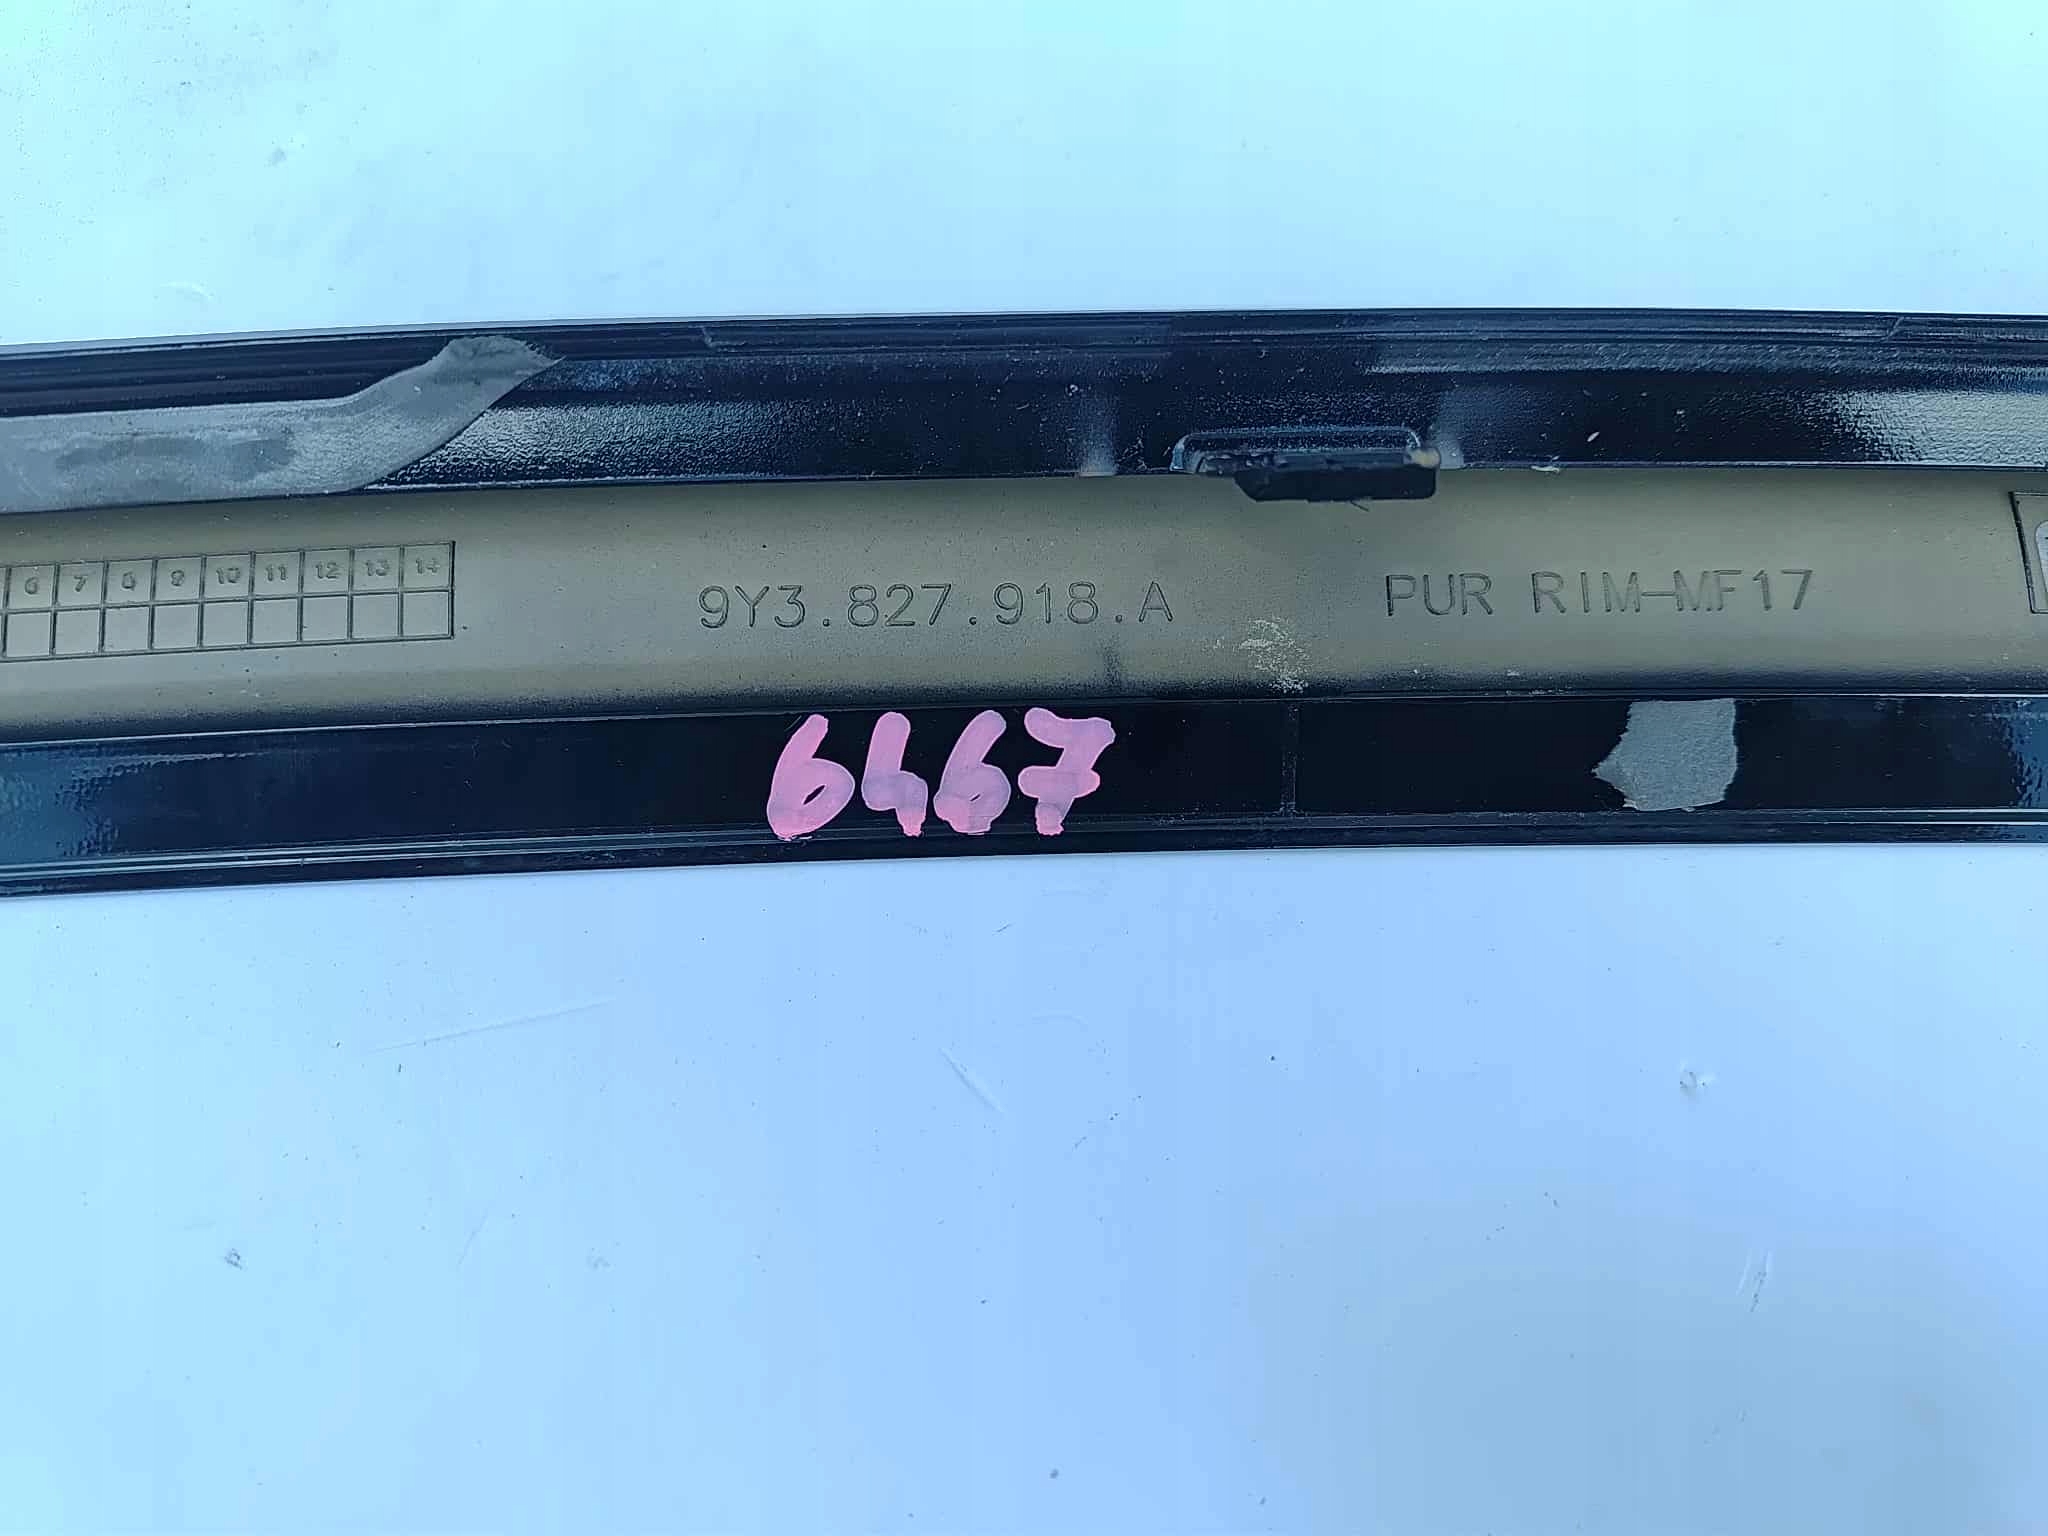 6 7 8 9 10 11 12 13 14
9Y3.827.918.A
PUR RIM-MF17
6467